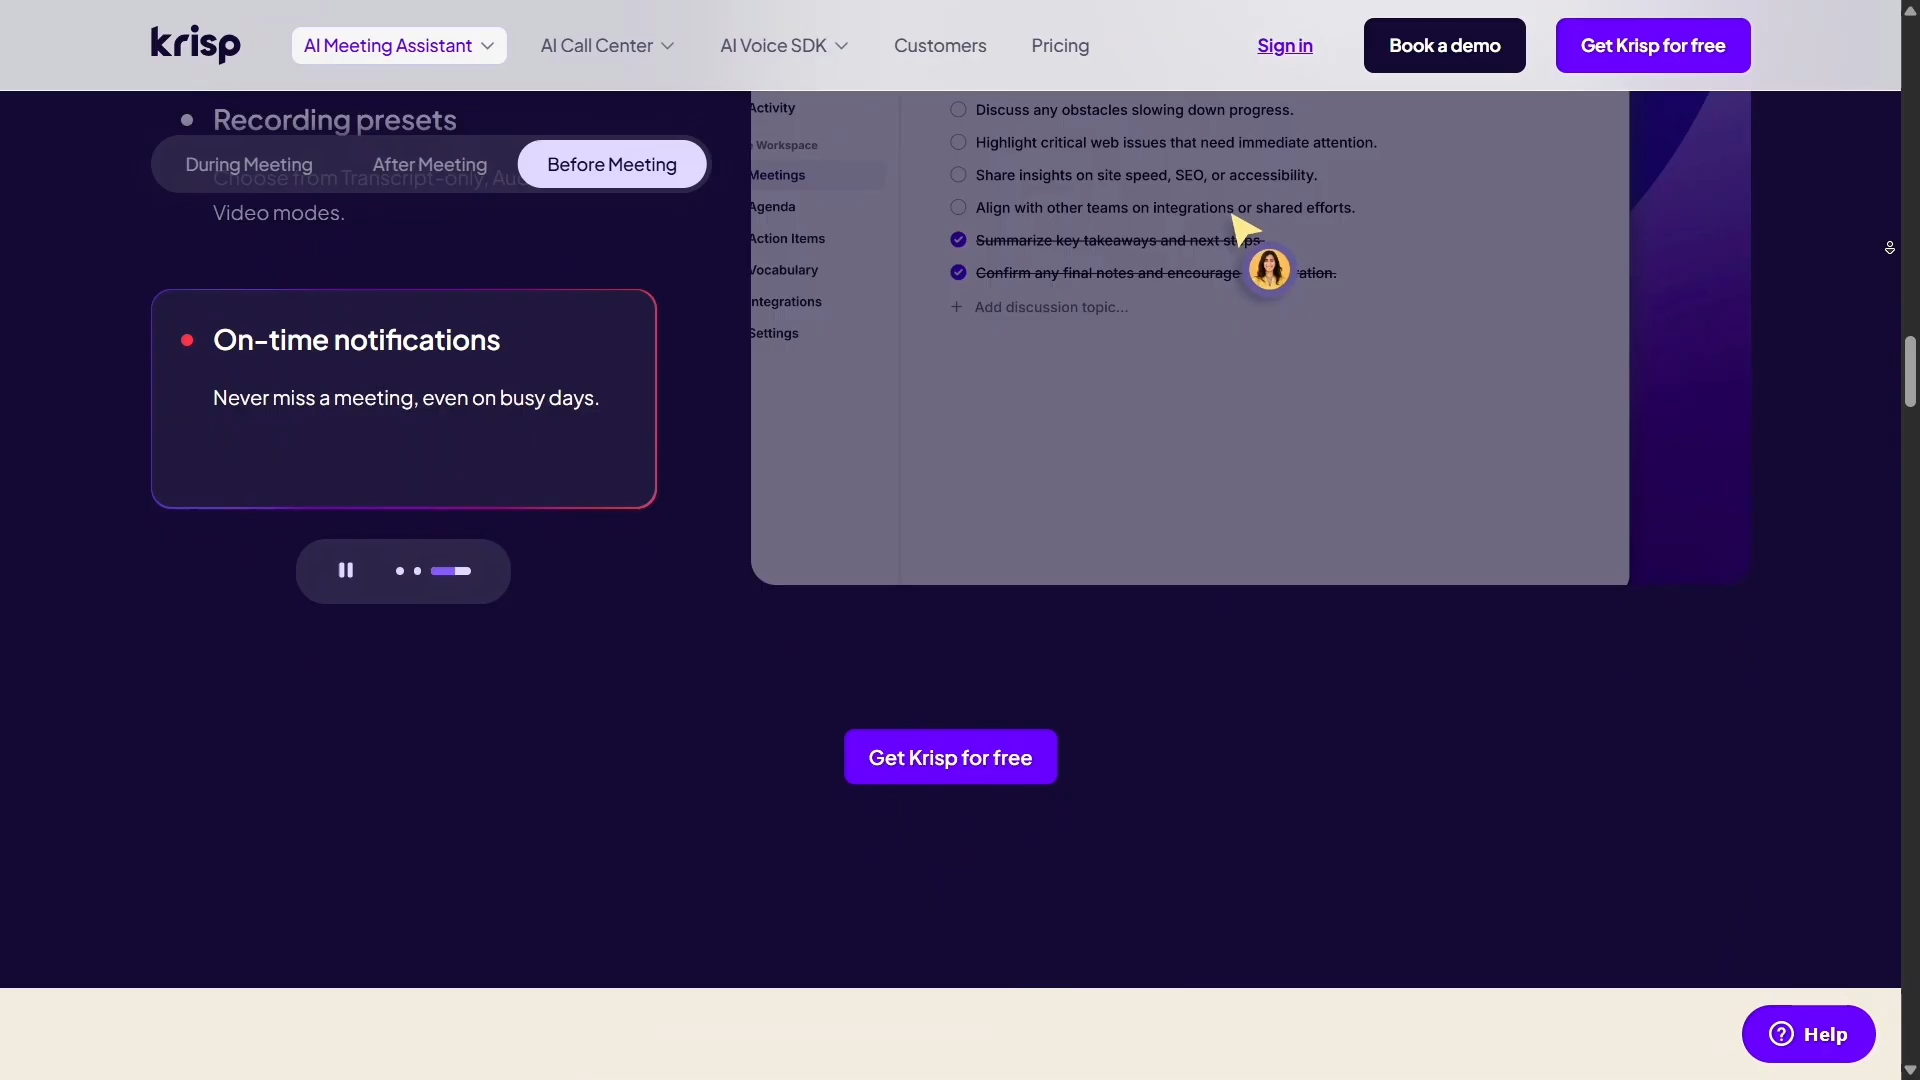 krisp
AI Meeting Assistant
AI Call Center
AI Voice SDK
Customers
Pricing
Sign in
Book a demo
Get Krisp for free
Recording presets
During Meeting
After Meeting
Before Meeting
Choose from Transcript-only,
Video modes.
On-time notifications
Never miss a meeting, even on busy days.
Activity
Workspace
Meetings
Agenda
Action Items
Vocabulary
Integrations
Settings
Discuss any obstacles slowing down progress.
Highlight critical web issues that need immediate attention.
Share insights on site speed, SEO, or accessibility.
Align with other teams on integrations or shared efforts.
Summarize key takeaways and next steps
Confirm any final notes and encourage
Add discussion topic...
Get Krisp for free
Help